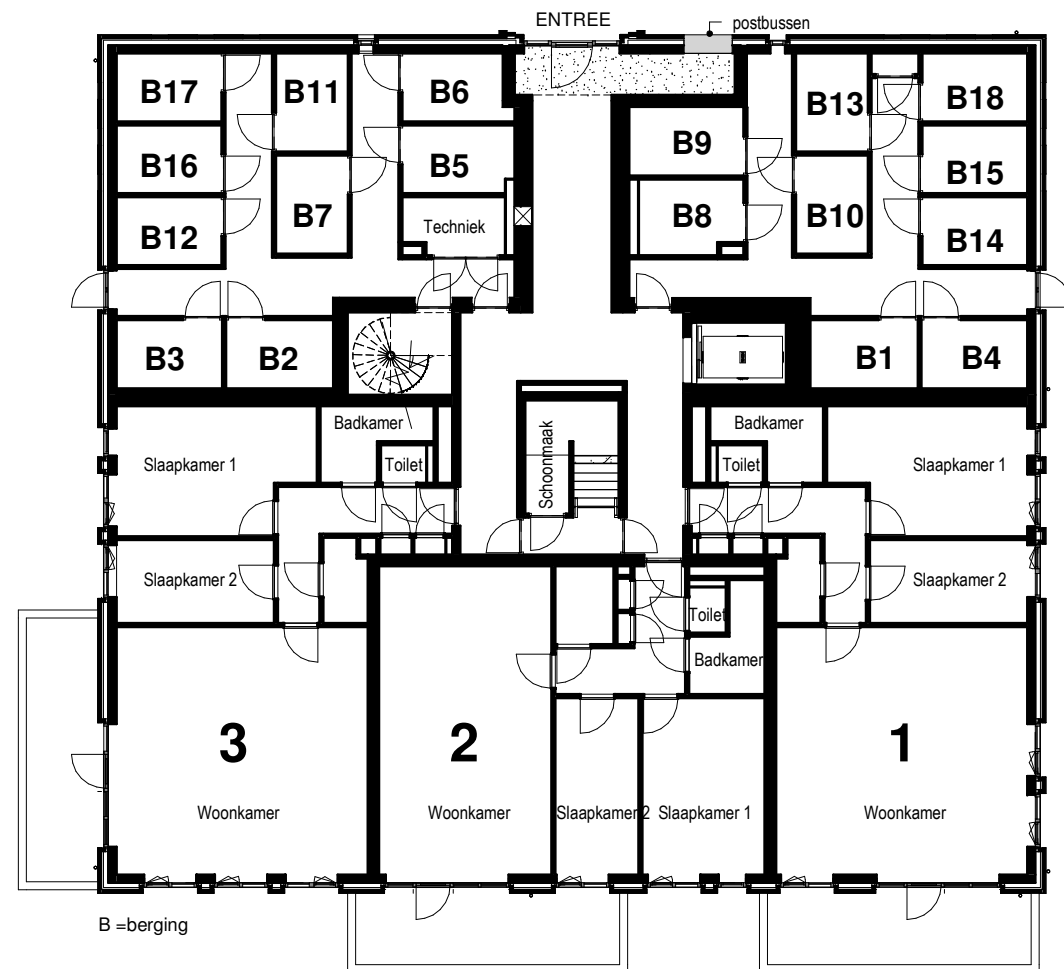 ENTREE
postbussen
B17
B11
B6
B13
B18
B16
B5
B9
B15
B12
B7
Techniek
B8
B10
B14
B3
B2
B1
B4
Badkamer
Badkamer
Slaapkamer 1
Toilet
Schoonmaak
Toilet
Slaapkamer 1
Slaapkamer 2
Slaapkamer 2
Toilet
Badkamer
3
2
1
Woonkamer
Woonkamer
Slaapkamer 2
Slaapkamer 1
Woonkamer
B =berging